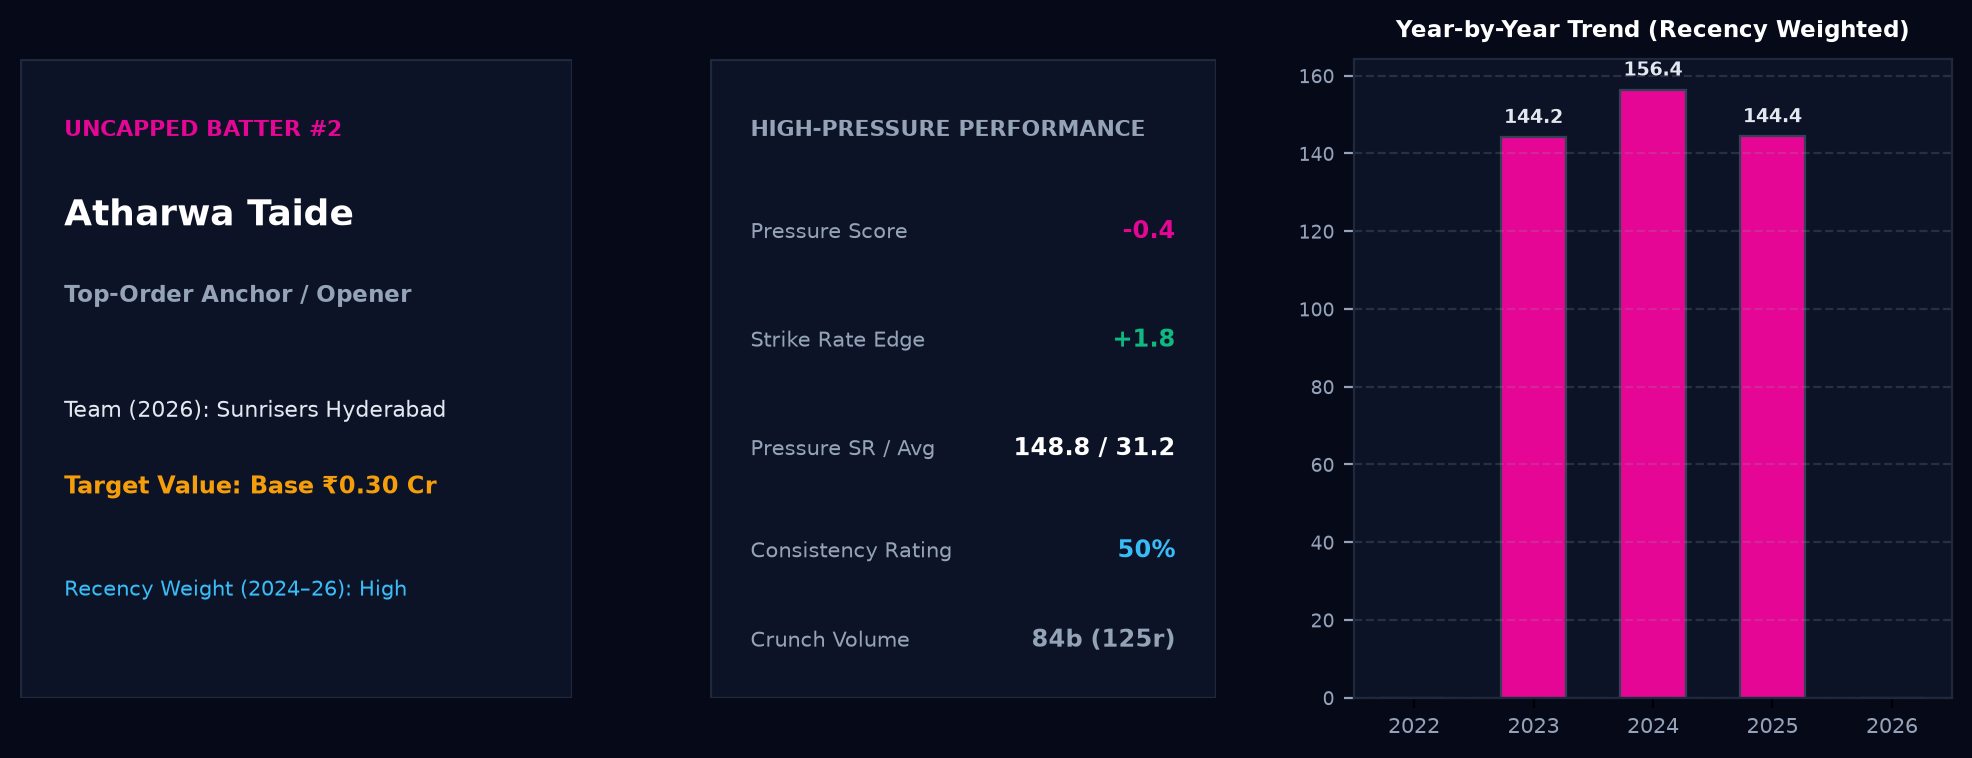 UNCAPPED BATTER #2
Atharwa Taide
Top-Order Anchor / Opener
Team (2026): Sunrisers Hyderabad
Target Value: Base ₹0.30 Cr
Recency Weight (2024–26): High
HIGH-PRESSURE PERFORMANCE
Pressure Score -0.4
Strike Rate Edge +1.8
Pressure SR / Avg 148.8 / 31.2
Consistency Rating 50%
Crunch Volume 84b (125r)
Year-by-Year Trend (Recency Weighted)
160
140
120
100
80
60
40
20
0
144.2
156.4
144.4
2022 2023 2024 2025 2026